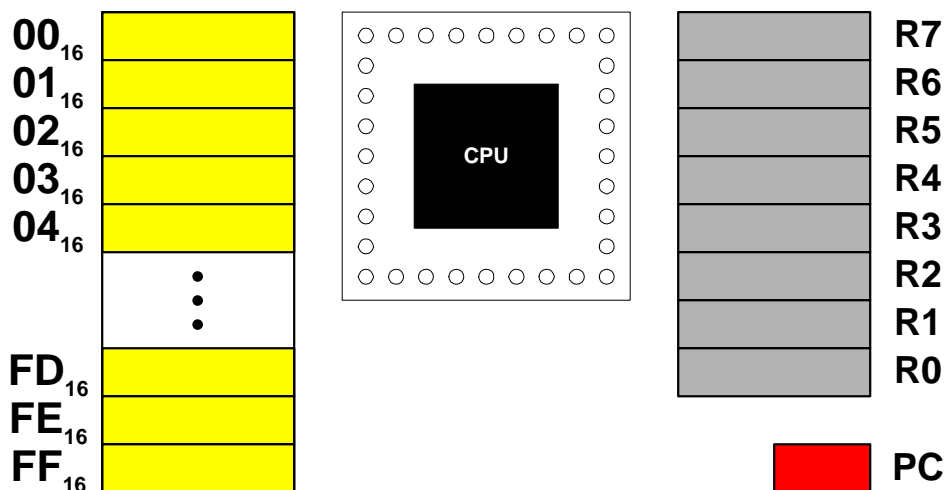 00₁₆
01₁₆
02₁₆
03₁₆
04₁₆
FD₁₆
FE₁₆
FF₁₆
CPU
R7
R6
R5
R4
R3
R2
R1
R0
PC